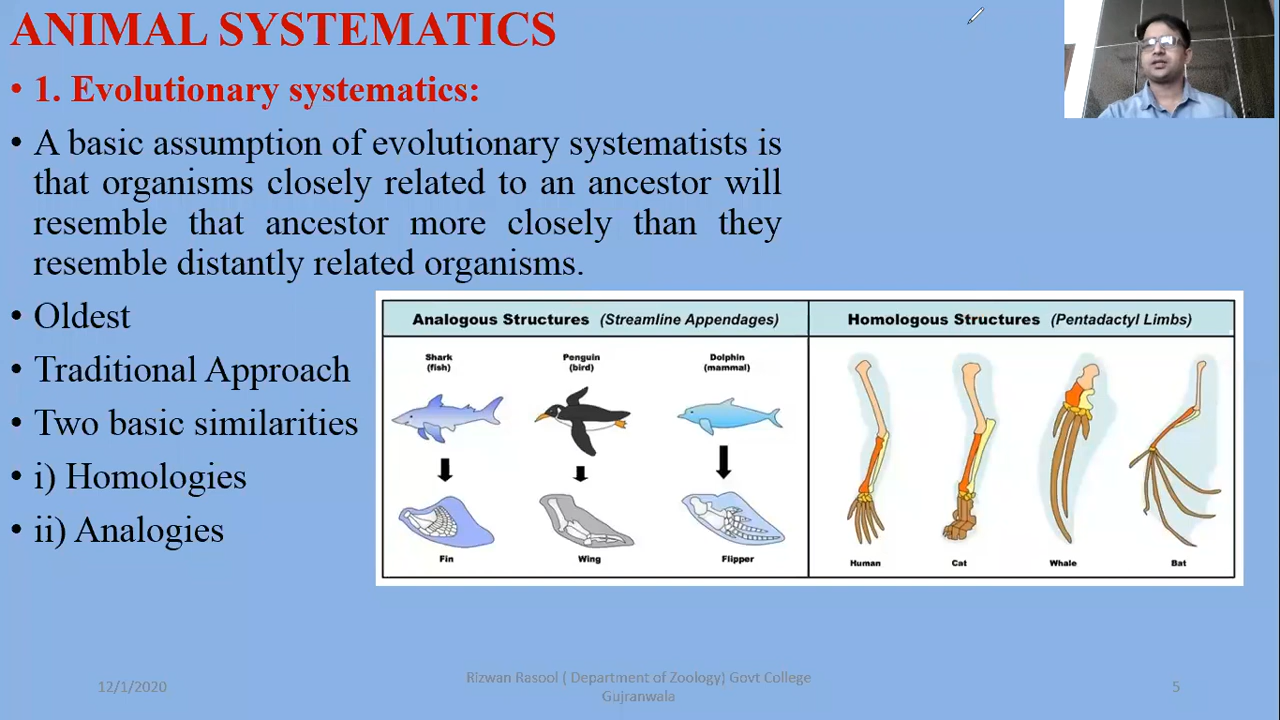 ANIMAL SYSTEMATICS
• 1. Evolutionary systematics:
• A basic assumption of evolutionary systematists is
that organisms closely related to an ancestor will
resemble that ancestor more closely than they
resemble distantly related organisms.
• Oldest
• Traditional Approach
• Two basic similarities
• i) Homologies
• ii) Analogies
Analogous Structures (Streamline Appendages)
Shark
(fish)
Penguin
(bird)
Dolphin
(mammal)
Fin
Wing
Flipper
Homologous Structures (Pentadactyl Limbs)
Human
Cat
Whale
Bat
12/1/2020
Rizwan Rasool ( Department of Zoology) Govt College
Gujranwala
5